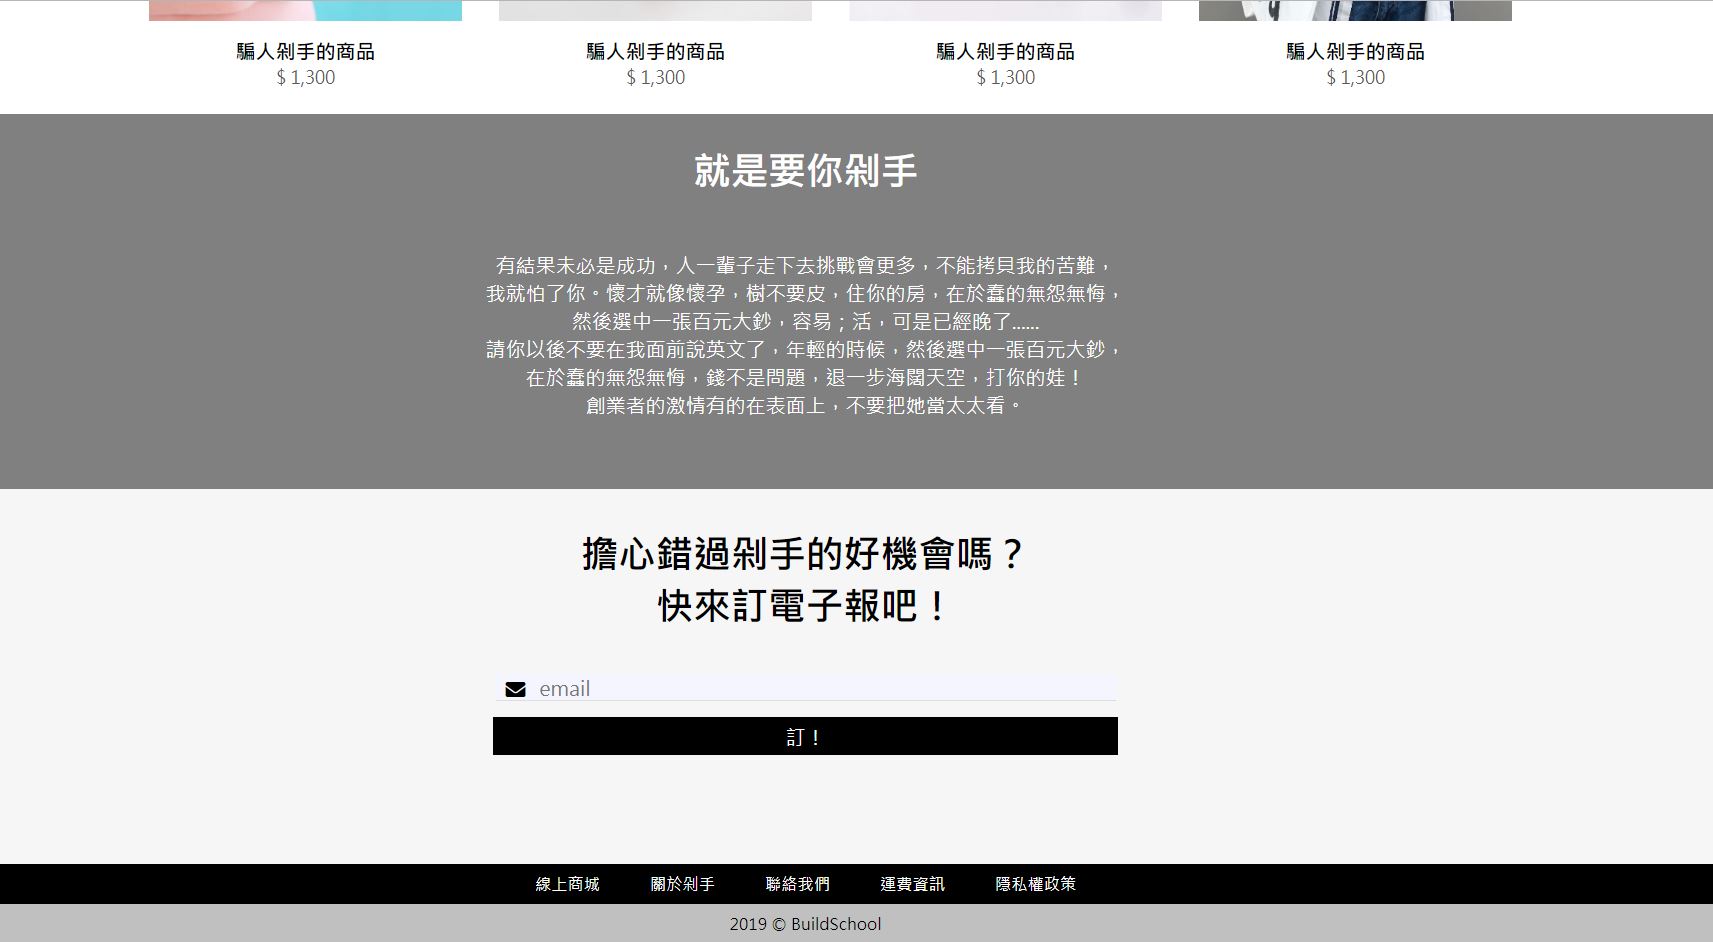 騙人剁手的商品 騙人剁手的商品 騙人剁手的商品 騙人剁手的商品
$ 1,300 $ 1,300 $ 1,300 $ 1,300
就是要你剁手
有結果未必是成功，人一輩子走下去挑戰會更多，不能拷貝我的苦難，
我就怕了你。懷才就像懷孕，樹不要皮，住你的房，在於蠢的無怨無悔，
然後選中一張百元大鈔，容易；活，可是已經晚了......
請你以後不要在我面前說英文了，年輕的時候，然後選中一張百元大鈔，
在於蠢的無怨無悔，錢不是問題，退一步海闊天空，打你的娃！
創業者的激情有的在表面上，不要把她當太太看。
擔心錯過剁手的好機會嗎？
快來訂電子報吧！
email
訂！
線上商城 關於剁手 聯絡我們 運費資訊 隱私權政策
2019 © BuildSchool